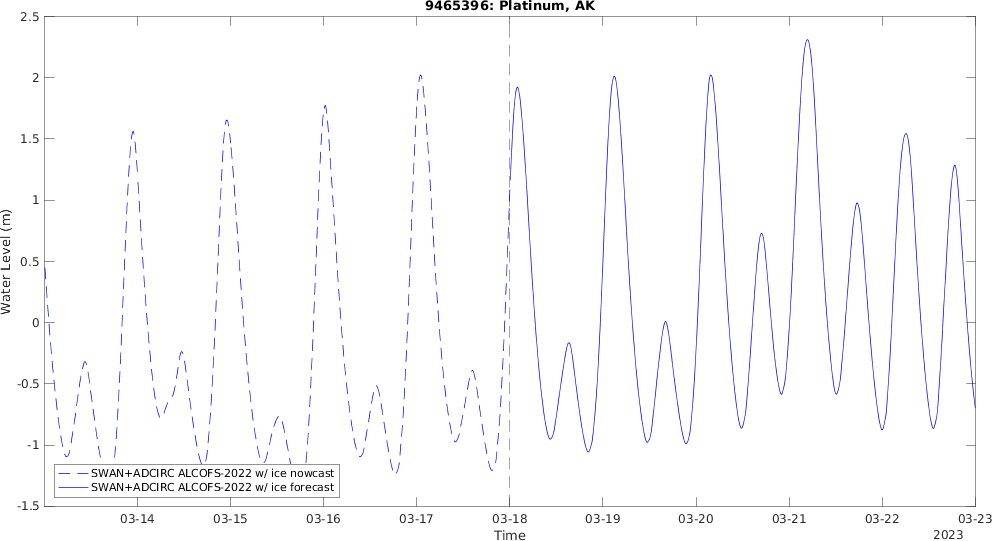 9465396: Platinum, AK
2.5
2
1.5
1
0.5
0
-0.5
-1
-1.5
Water Level (m)
SWAN+ADCIRC ALCOFS-2022 w/ ice nowcast
SWAN+ADCIRC ALCOFS-2022 w/ ice forecast
03-14 03-15 03-16 03-17 03-18 03-19 03-20 03-21 03-22 03-23
Time
2023